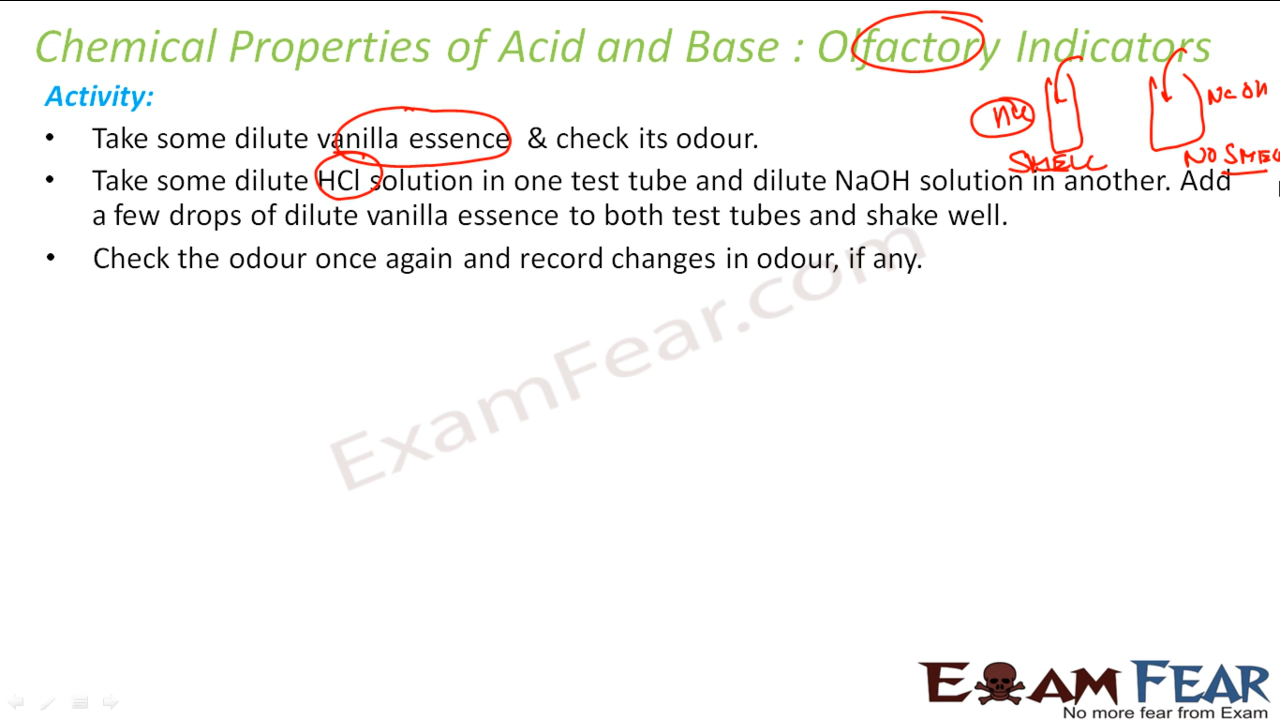 Chemical Properties of Acid and Base : Olfactory Indicators
Activity:
• Take some dilute vanilla essence & check its odour.
HCl
NaOH
SMELL
NO SMELL
• Take some dilute HCl solution in one test tube and dilute NaOH solution in another. Add
a few drops of dilute vanilla essence to both test tubes and shake well.
• Check the odour once again and record changes in odour, if any.
ExamFear.com
EXAM FEAR
No more fear from Exam